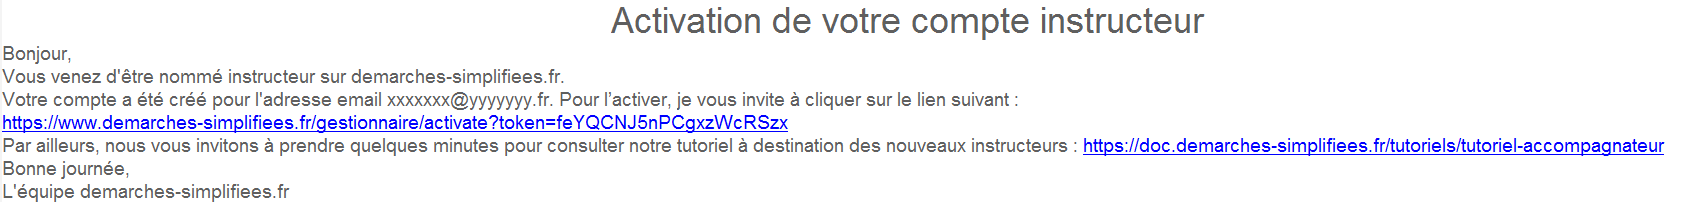 Activation de votre compte instructeur
Bonjour,
Vous venez d'être nommé instructeur sur demarches-simplifiees.fr.
Votre compte a été créé pour l'adresse email xxxxxxx@yyyyyyy.fr. Pour l’activer, je vous invite à cliquer sur le lien suivant :
https://www.demarches-simplifiees.fr/gestionnaire/activate?token=feYQCNJ5nPCgxzWcRSzx
Par ailleurs, nous vous invitons à prendre quelques minutes pour consulter notre tutoriel à destination des nouveaux instructeurs : https://doc.demarches-simplifiees.fr/tutoriels/tutoriel-accompagnateur
Bonne journée,
L'équipe demarches-simplifiees.fr